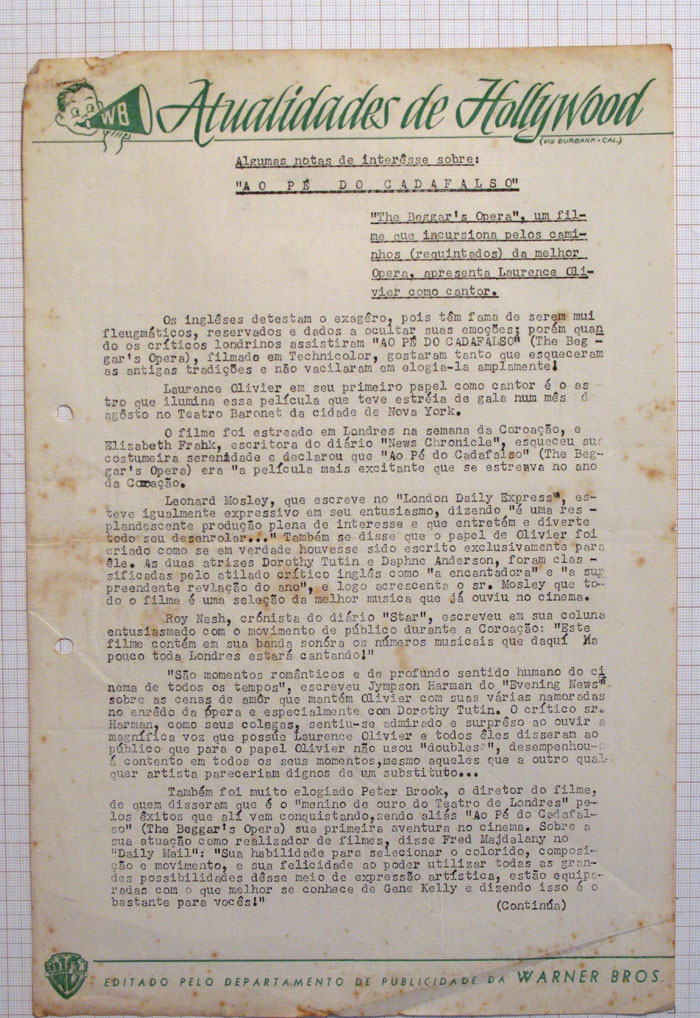 WB
Atualidades de Hollywood
(VIA BURBANK • CAL.)
Algumas notas de interêsse sobre:
"AO PÉ DO CADAFALSO"
"The Beggar's Opera", um fil-
me que incursiona pelos cami-
nhos (requintados) da melhor
Opera, apresenta Laurence Oli-
vier como cantor.
Os inglêses detestam o exagêro, pois têm fama de serem mui
fleugmáticos, reservados e dados a ocultar suas emoções; porém quan
do os críticos londrinos assistiram "AO PÉ DO CADAFALSO" (The Beg -
gar's Opera), filmado em Technicolor, gostaram tanto que esqueceram
as antigas tradições e não vacilaram em elogia-la amplamente!
Laurence Olivier em seu primeiro papel como cantor é o as -
tro que ilumina essa película que teve estréia de gala num mês d
agôsto no Teatro Baronet da cidade de Nova York.
O filme foi estreado em Londres na semana da Coroação, e
Elizabeth Frank, escritora do diário "News Chronicle", esqueceu su
costumeira serenidade e declarou que "Ao Pé do Cadafalso" (The Beg-
gar's Opera) era "a película mais excitante que se estreava no ano
da Coroação.
Leonard Mosley, que escreve no "London Daily Express", es-
teve igualmente expressivo em seu entusiasmo, dizendo "é uma res -
plandescente produção plena de interesse e que entretém e diverte
todo seu desenrolar..." Também se disse que o papel de Olivier foi
criado como se em verdade houvesse sido escrito exclusivamente para
êle. As duas atrizes Dorothy Tutin e Daphne Anderson, foram clas -
sificadas pelo atilado crítico inglês como "a encantadora" e "a sur
preendente revlação do ano", e logo acrescenta o sr. Mosley que to-
do o filme é uma seleção da melhor musica que já ouviu no cinema.
Roy Nash, crónista do diário "Star", escreveu em sua coluna
entusiasmado com o movimento de público durante a Coroação: "Este
filme contém em sua banda sonóra os números musicais que daquí há
pouco toda Londres estará cantando!"
"São momentos românticos e de profundo sentido humano do ci
nema de todos os tempos", escreveu Jympson Harman do "Evening News"
sobre as cenas de amôr que mantém Olivier com suas várias namoradas
no enrêdo da ópera e especialmente com Dorothy Tutin. O crítico sr.
Harman, como seus colegas, sentiu-se admirado e surprêso ao ouvir a
magnífica voz que possúe Laurence Olivier e todos êles disseram ao
público que para o papel Olivier não usou "doubles", desempenhou-o
á contento em todos os seus momentos,mesmo aqueles que a outro qual
quer artista pareceriam dignos de um substituto...
Também foi muito elogiado Peter Brook, o diretor do filme,
de quem disseram que é o "menino de ouro do Teatro de Londres" pe-
los êxitos que alí vem conquistando,sendo aliás "Ao Pé do Cadafal-
so" (The Beggar's Opera) sua primeira aventura no cinema. Sobre a
sua atuação como realizador de filmes, disse Fred Majdalany no
"Daily Mail": "Sua habilidade para selecionar o colorido, composi-
ção e movimento, e sua felicidade ao poder utilizar todas as gran-
des possibilidades dêsse meio de expressão artística, estão equipa-
radas com o que melhor se conhece de Gene Kelly e dizendo isso é o
bastante para vocês!"
(Continúa)
EDITADO PELO DEPARTAMENTO DE PUBLICIDADE DA WARNER BROS.